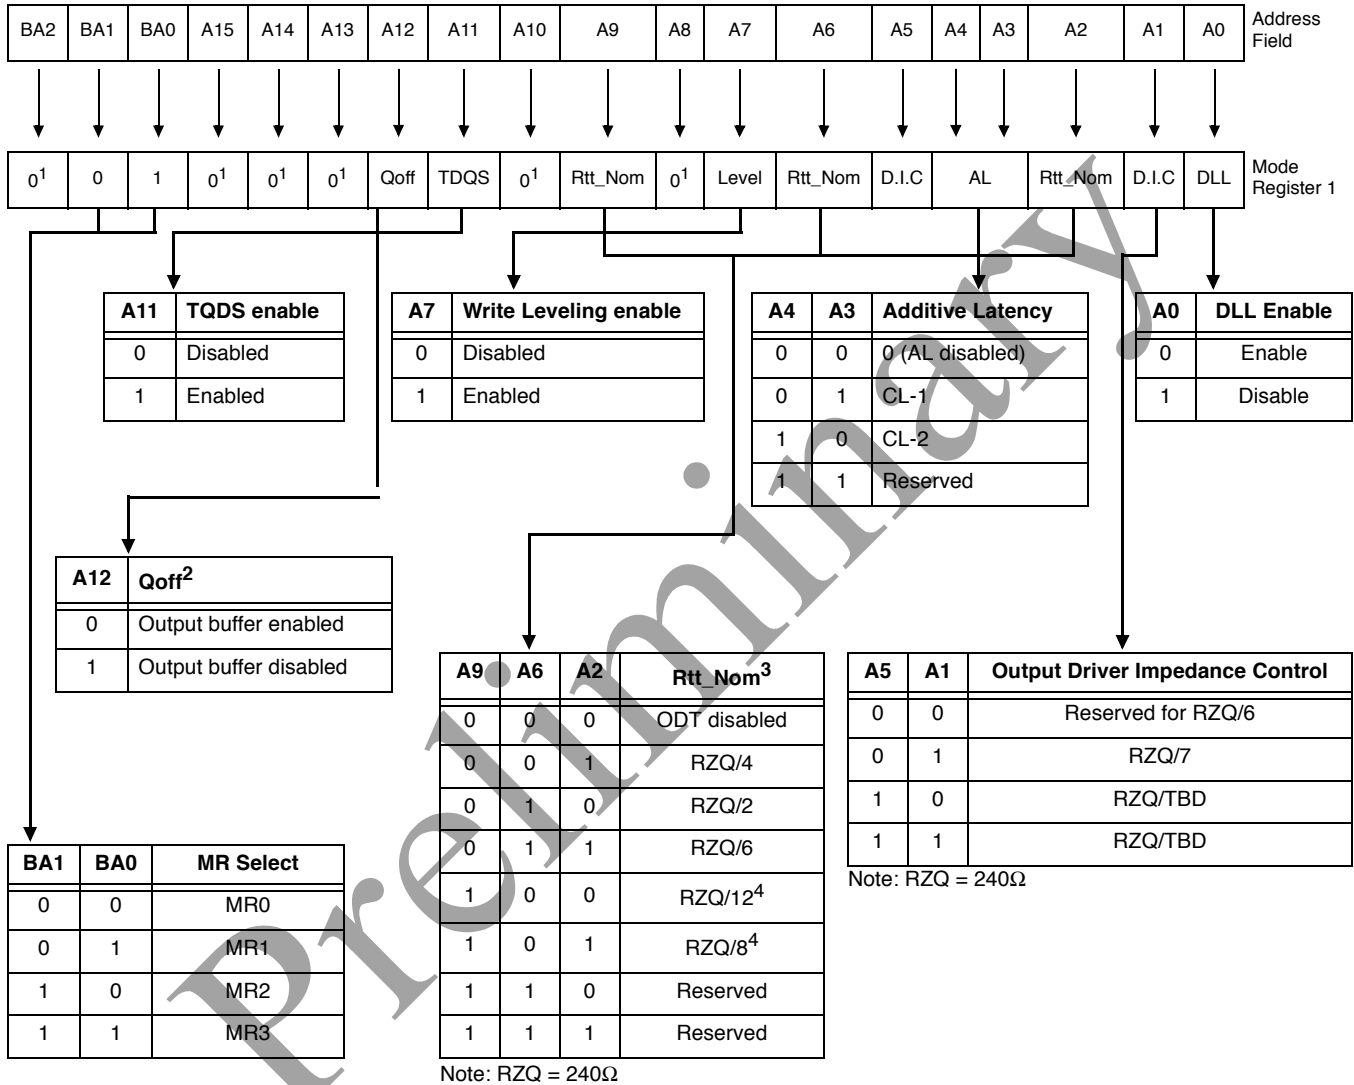 BA2 BA1 BA0 A15 A14 A13 A12 A11 A10 A9 A8 A7 A6 A5 A4 A3 A2 A1 A0 Address Field
0¹ 0 1 0¹ 0¹ 0¹ Qoff TDQS 0¹ Rtt_Nom 0¹ Level Rtt_Nom D.I.C AL Rtt_Nom D.I.C DLL Mode Register 1
A11 TQDS enable
0 Disabled
1 Enabled
A7 Write Leveling enable
0 Disabled
1 Enabled
A4 A3 Additive Latency
0 0 0 (AL disabled)
0 1 CL-1
1 0 CL-2
1 1 Reserved
A0 DLL Enable
0 Enable
1 Disable
A12 Qoff²
0 Output buffer enabled
1 Output buffer disabled
A9 A6 A2 Rtt_Nom³
0 0 0 ODT disabled
0 0 1 RZQ/4
0 1 0 RZQ/2
0 1 1 RZQ/6
1 0 0 RZQ/12⁴
1 0 1 RZQ/8⁴
1 1 0 Reserved
1 1 1 Reserved
Note: RZQ = 240Ω
A5 A1 Output Driver Impedance Control
0 0 Reserved for RZQ/6
0 1 RZQ/7
1 0 RZQ/TBD
1 1 RZQ/TBD
Note: RZQ = 240Ω
BA1 BA0 MR Select
0 0 MR0
0 1 MR1
1 0 MR2
1 1 MR3
Preliminary